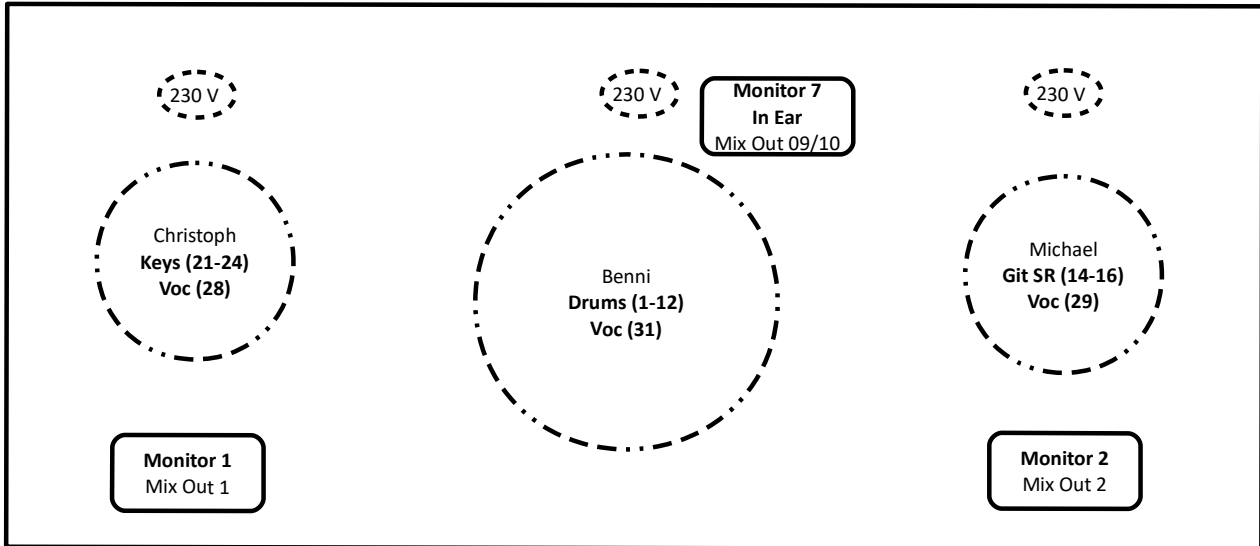 230 V
230 V
230 V
Monitor 7
In Ear
Mix Out 09/10
Christoph
Keys (21-24)
Voc (28)
Benni
Drums (1-12)
Voc (31)
Michael
Git SR (14-16)
Voc (29)
Monitor 1
Mix Out 1
Monitor 2
Mix Out 2